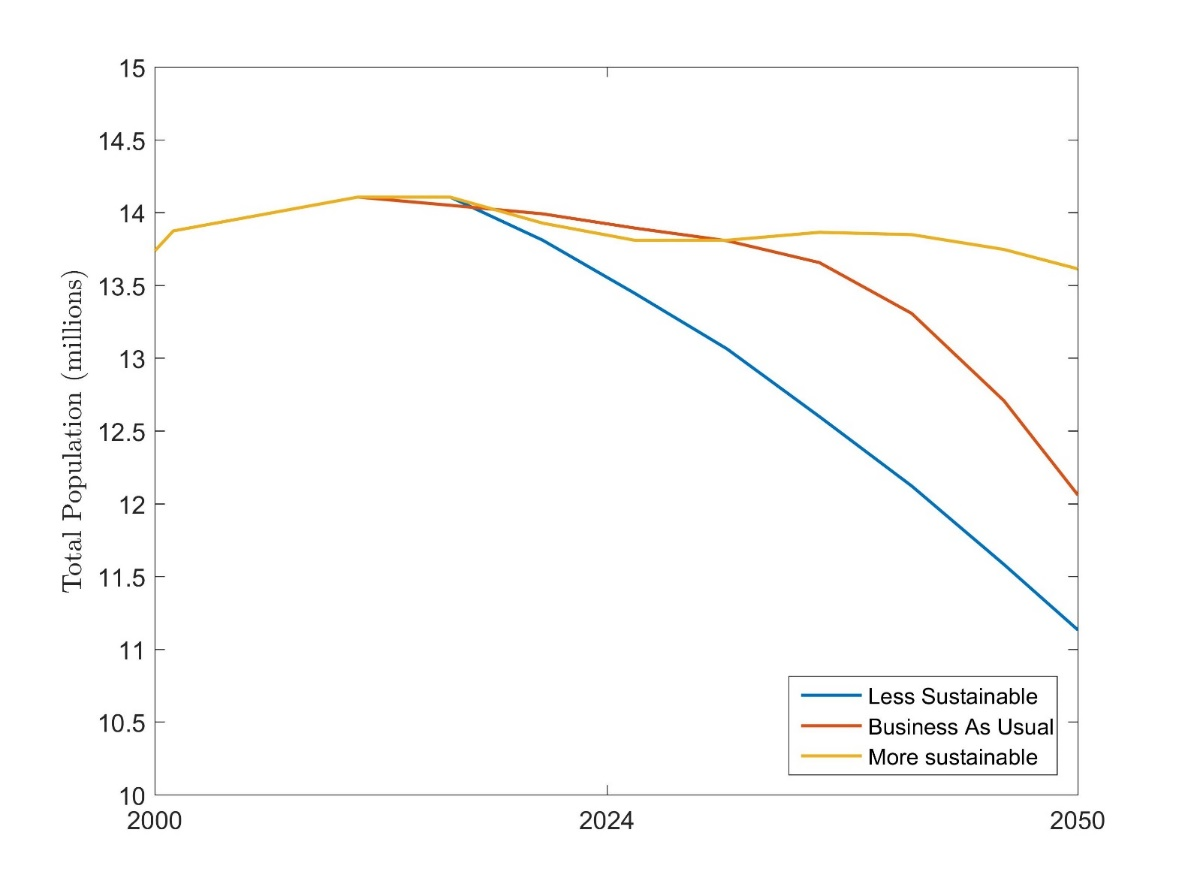 15
14.5
14
13.5
13
12.5
12
11.5
11
10.5
10
Total Population (millions)
2000 2024 2050
Less Sustainable
Business As Usual
More sustainable